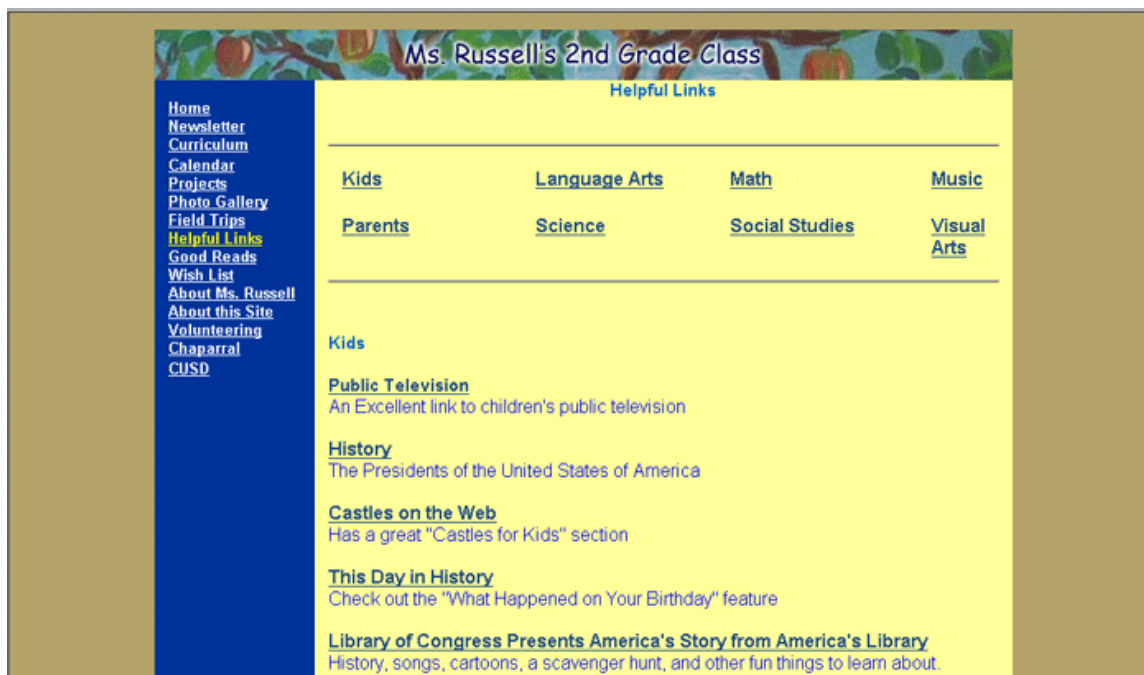 Ms. Russell's 2nd Grade Class
Home
Newsletter
Curriculum
Calendar
Projects
Photo Gallery
Field Trips
Helpful Links
Good Reads
Wish List
About Ms. Russell
About this Site
Volunteering
Chaparral
CUSD
Helpful Links
Kids Language Arts Math Music
Parents Science Social Studies Visual
Arts
Kids
Public Television
An Excellent link to children's public television
History
The Presidents of the United States of America
Castles on the Web
Has a great "Castles for Kids" section
This Day in History
Check out the "What Happened on Your Birthday" feature
Library of Congress Presents America's Story from America's Library
History, songs, cartoons, a scavenger hunt, and other fun things to learn about.